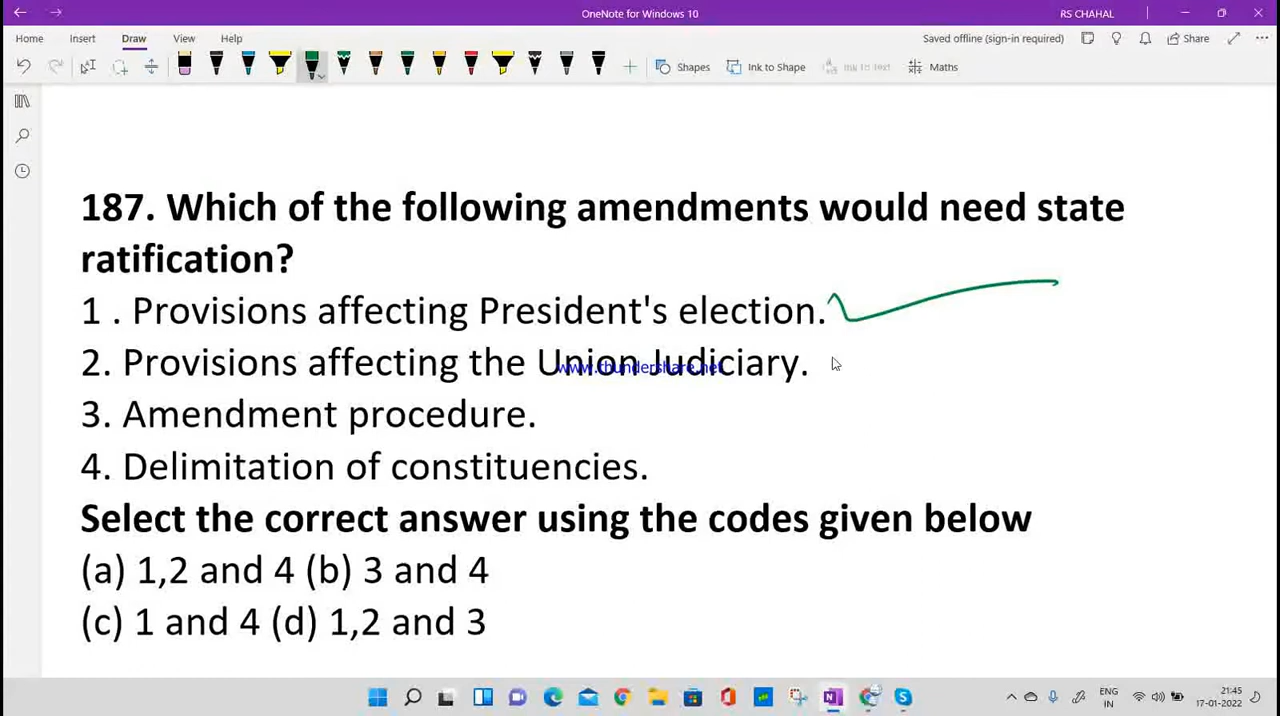 OneNote for Windows 10
RS CHAHAL
Home Insert Draw View Help
Saved offline (sign-in required)
Share
Shapes
Ink to Shape
Ink to Text
Maths
187. Which of the following amendments would need state
ratification?
1 . Provisions affecting President's election.
2. Provisions affecting the Union Judiciary.
www.thundershare.net
3. Amendment procedure.
4. Delimitation of constituencies.
Select the correct answer using the codes given below
(a) 1,2 and 4 (b) 3 and 4
(c) 1 and 4 (d) 1,2 and 3
ENG
IN
21:45
17-01-2022